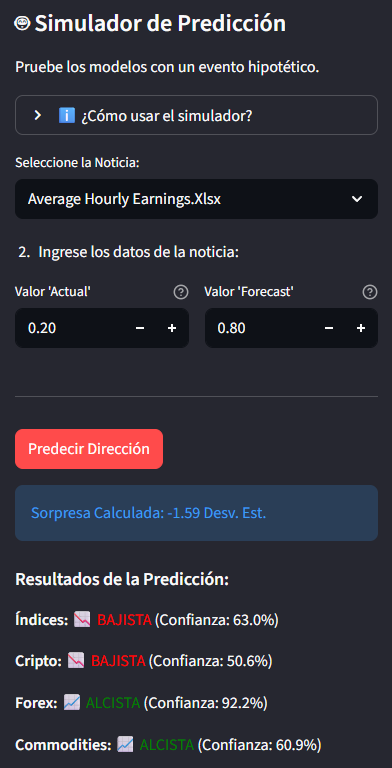 Simulador de Predicción
Pruebe los modelos con un evento hipotético.
¿Cómo usar el simulador?
Seleccione la Noticia:
Average Hourly Earnings.Xlsx
2. Ingrese los datos de la noticia:
Valor 'Actual' Valor 'Forecast'
0.20 − + 0.80 − +
Predecir Dirección
Sorpresa Calculada: -1.59 Desv. Est.
Resultados de la Predicción:
Índices: BAJISTA (Confianza: 63.0%)
Cripto: BAJISTA (Confianza: 50.6%)
Forex: ALCISTA (Confianza: 92.2%)
Commodities: ALCISTA (Confianza: 60.9%)